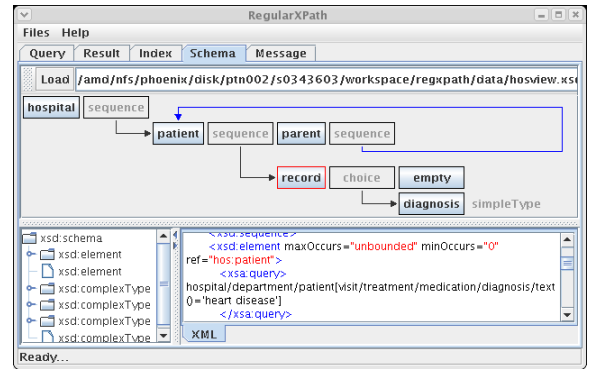 RegularXPath
Files Help
Query Result Index Schema Message
Load /amd/nfs/phoenix/disk/ptn002/s0343603/workspace/regxpath/data/hosview.xsd
hospital sequence
patient sequence parent sequence
record choice empty
diagnosis simpleType
xsd:schema
xsd:element
xsd:element
xsd:complexType
xsd:complexType
xsd:complexType
xsd:complexType
<xsd:sequence>
<xsd:element maxOccurs="unbounded" minOccurs="0"
ref="hos:patient">
<xsa:query>
hospital/department/patient[visit/treatment/medication/diagnosis/text
()='heart disease']
</xsa:query>
XML
Ready...